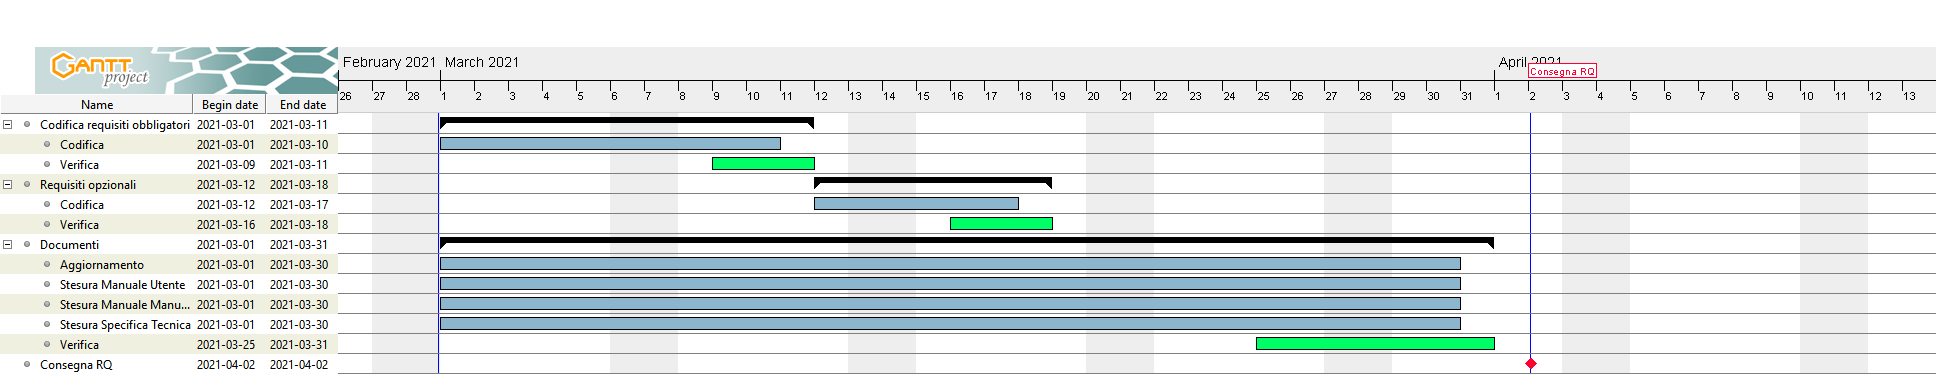 GANTT
project
February 2021 March 2021 April 2021
Consegna RQ
26 27 28 1 2 3 4 5 6 7 8 9 10 11 12 13 14 15 16 17 18 19 20 21 22 23 24 25 26 27 28 29 30 31 1 2 3 4 5 6 7 8 9 10 11 12 13
Name Begin date End date
Codifica requisiti obbligatori 2021-03-01 2021-03-11
Codifica 2021-03-01 2021-03-10
Verifica 2021-03-09 2021-03-11
Requisiti opzionali 2021-03-12 2021-03-18
Codifica 2021-03-12 2021-03-17
Verifica 2021-03-16 2021-03-18
Documenti 2021-03-01 2021-03-31
Aggiornamento 2021-03-01 2021-03-30
Stesura Manuale Utente 2021-03-01 2021-03-30
Stesura Manuale Manu... 2021-03-01 2021-03-30
Stesura Specifica Tecnica 2021-03-01 2021-03-30
Verifica 2021-03-25 2021-03-31
Consegna RQ 2021-04-02 2021-04-02